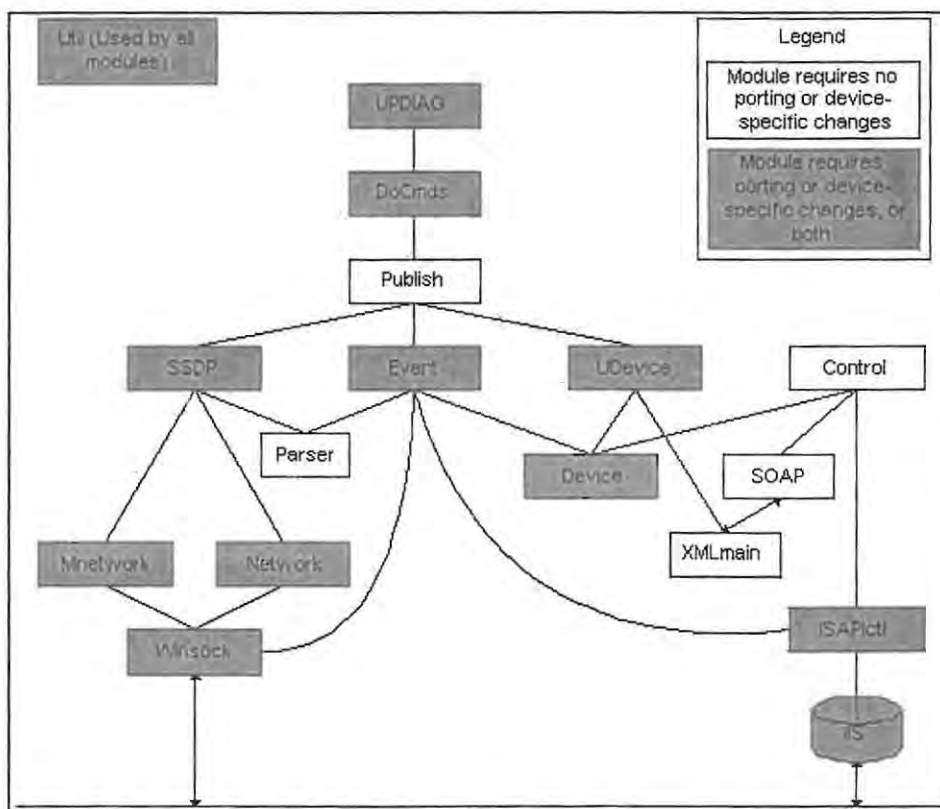 Util (Used by all
modules)
Legend
Module requires no
porting or device-
specific changes
Module requires
porting or device-
specific changes, or
both
UPDIAG
DoCmds
Publish
SSDP
Event
UDevice
Control
Parser
Device
SOAP
XMLmain
Mnetwork
Network
Winsock
ISAPIctl
IIS